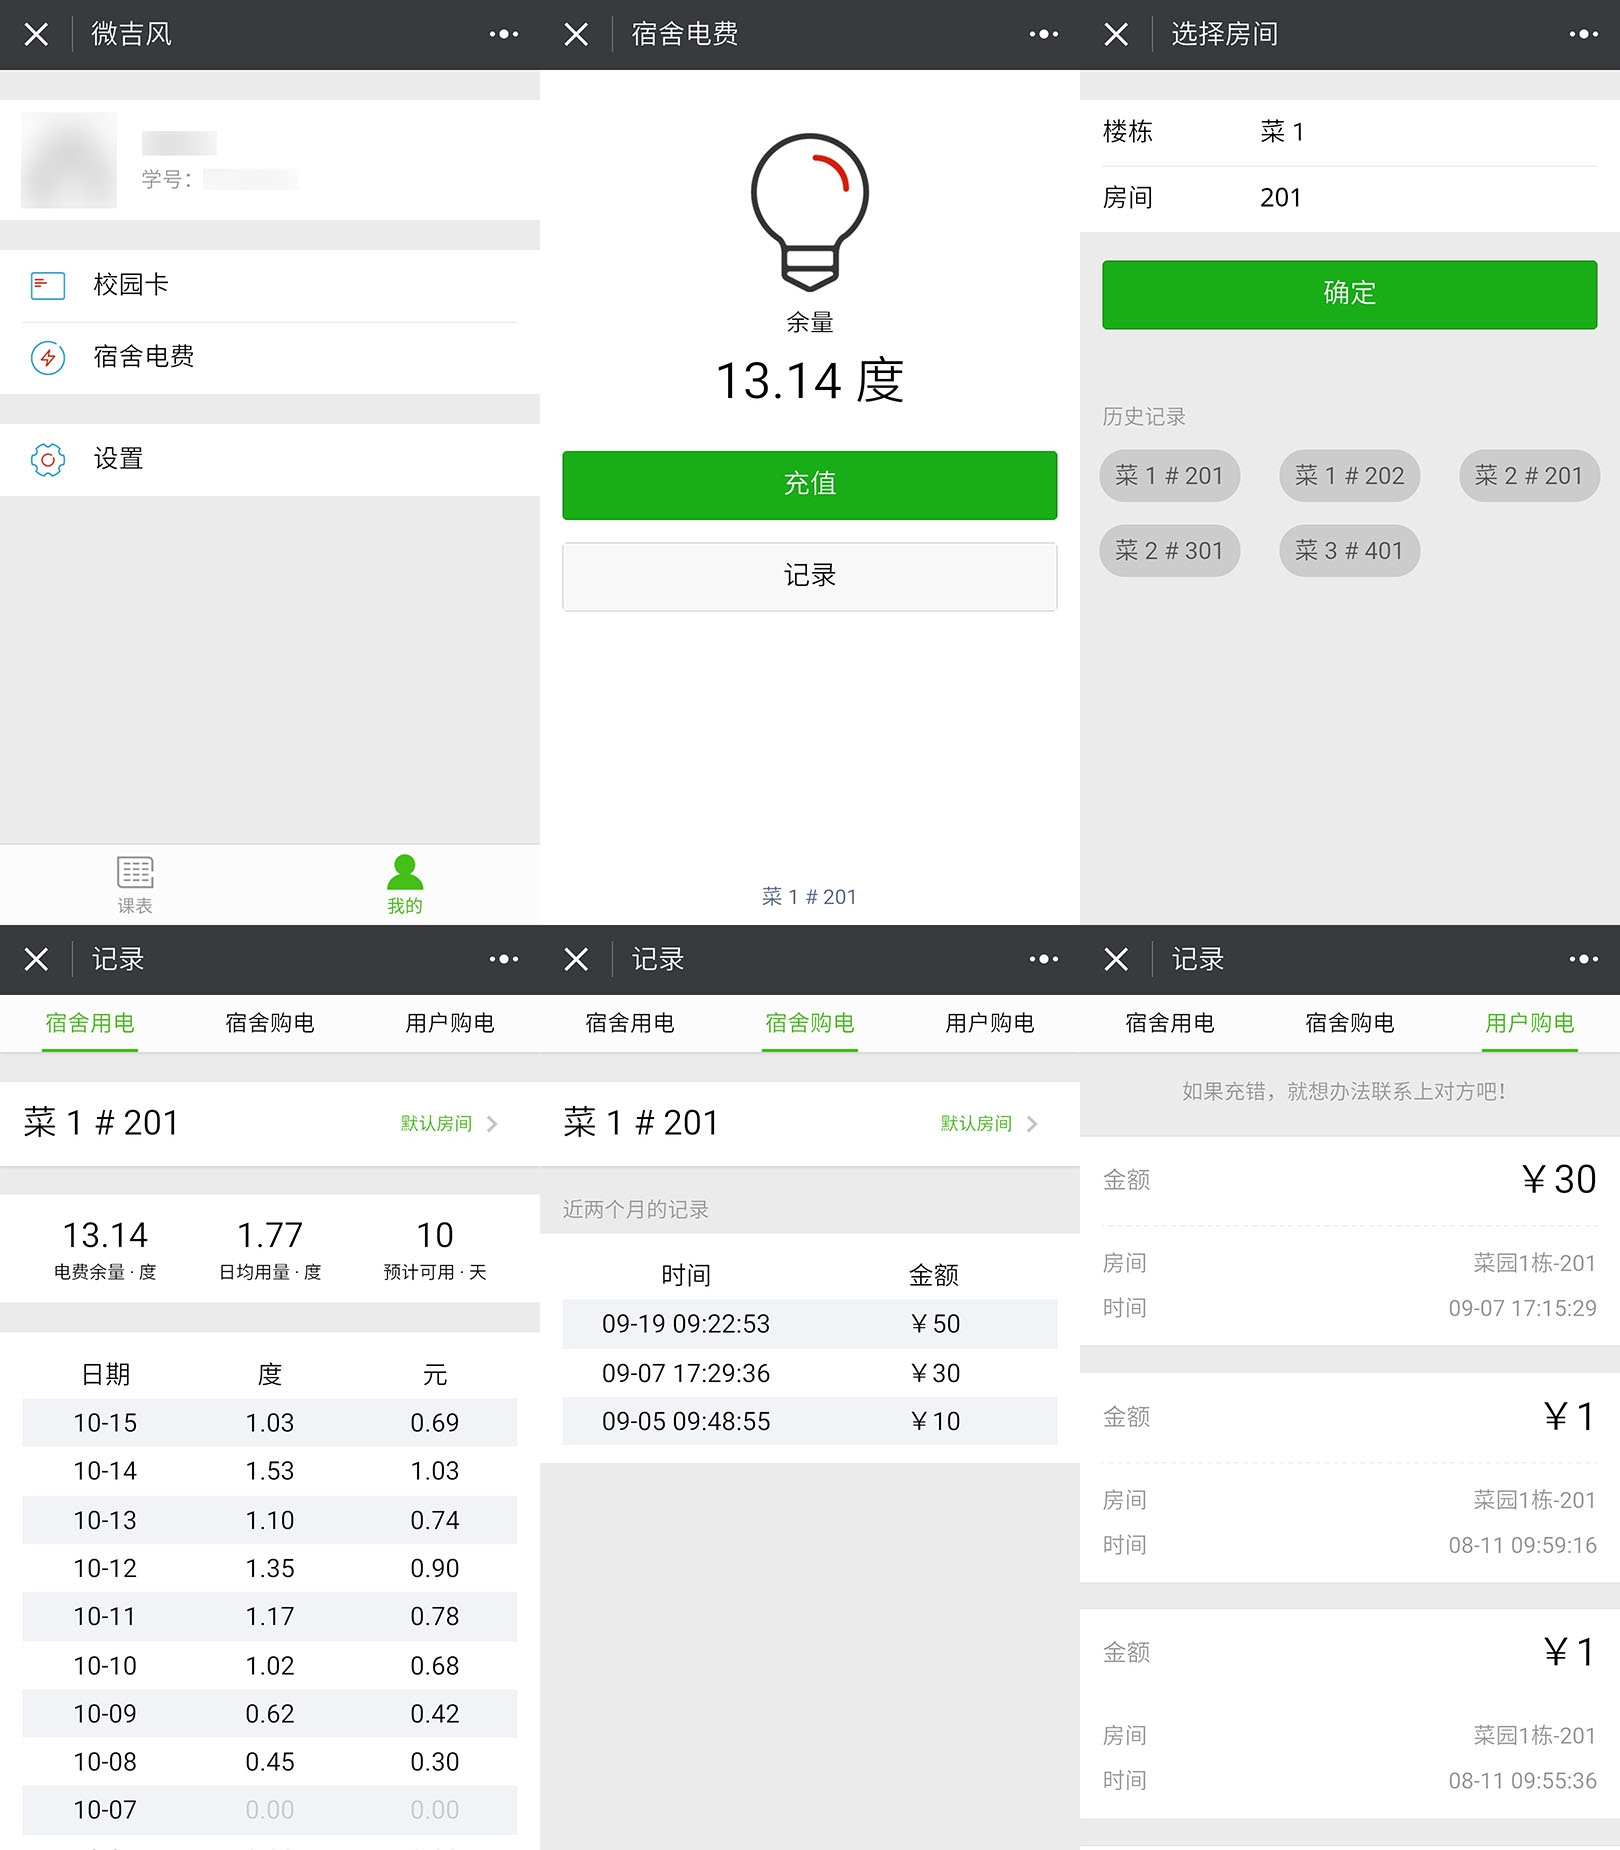 微吉风
学号：
校园卡
宿舍电费
设置
课表
我的
宿舍电费
余量
13.14 度
充值
记录
菜 1 # 201
选择房间
楼栋 菜 1
房间 201
确定
历史记录
菜 1 # 201 菜 1 # 202 菜 2 # 201
菜 2 # 301 菜 3 # 401
记录
宿舍用电 宿舍购电 用户购电
菜 1 # 201 默认房间
13.14 1.77 10
电费余量 · 度 日均用量 · 度 预计可用 · 天
日期 度 元
10-15 1.03 0.69
10-14 1.53 1.03
10-13 1.10 0.74
10-12 1.35 0.90
10-11 1.17 0.78
10-10 1.02 0.68
10-09 0.62 0.42
10-08 0.45 0.30
10-07 0.00 0.00
记录
宿舍用电 宿舍购电 用户购电
菜 1 # 201 默认房间
近两个月的记录
时间 金额
09-19 09:22:53 ￥50
09-07 17:29:36 ￥30
09-05 09:48:55 ￥10
记录
宿舍用电 宿舍购电 用户购电
如果充错，就想办法联系上对方吧！
金额 ￥30
房间 菜园1栋-201
时间 09-07 17:15:29
金额 ￥1
房间 菜园1栋-201
时间 08-11 09:59:16
金额 ￥1
房间 菜园1栋-201
时间 08-11 09:55:36